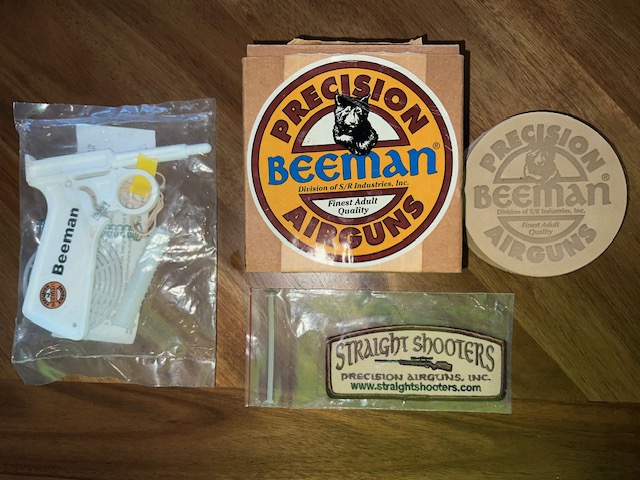 Beeman
PRECISION
BEEMAN®
Division of S/R Industries, Inc.
Finest Adult
Quality
AIRGUNS
PRECISION
BEEMAN®
Division of S/R Industries, Inc.
Finest Adult
Quality
AIRGUNS
STRAIGHT SHOOTERS
PRECISION AIRGUNS, INC.
www.straightshooters.com